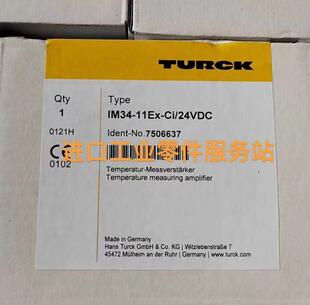 TURCK
Qty
Type
1
IM34-11Ex-Ci/24VDC
0121H
Ident-No.7506637
进口工业零件服务站
CE
0102
Temperatur-Messverstärker
Temperature measuring amplifier
Made in Germany
Hans Turck GmbH & Co. KG | Witzlebenstraße 7
45472 Mülheim an der Ruhr | Germany
www.turck.com